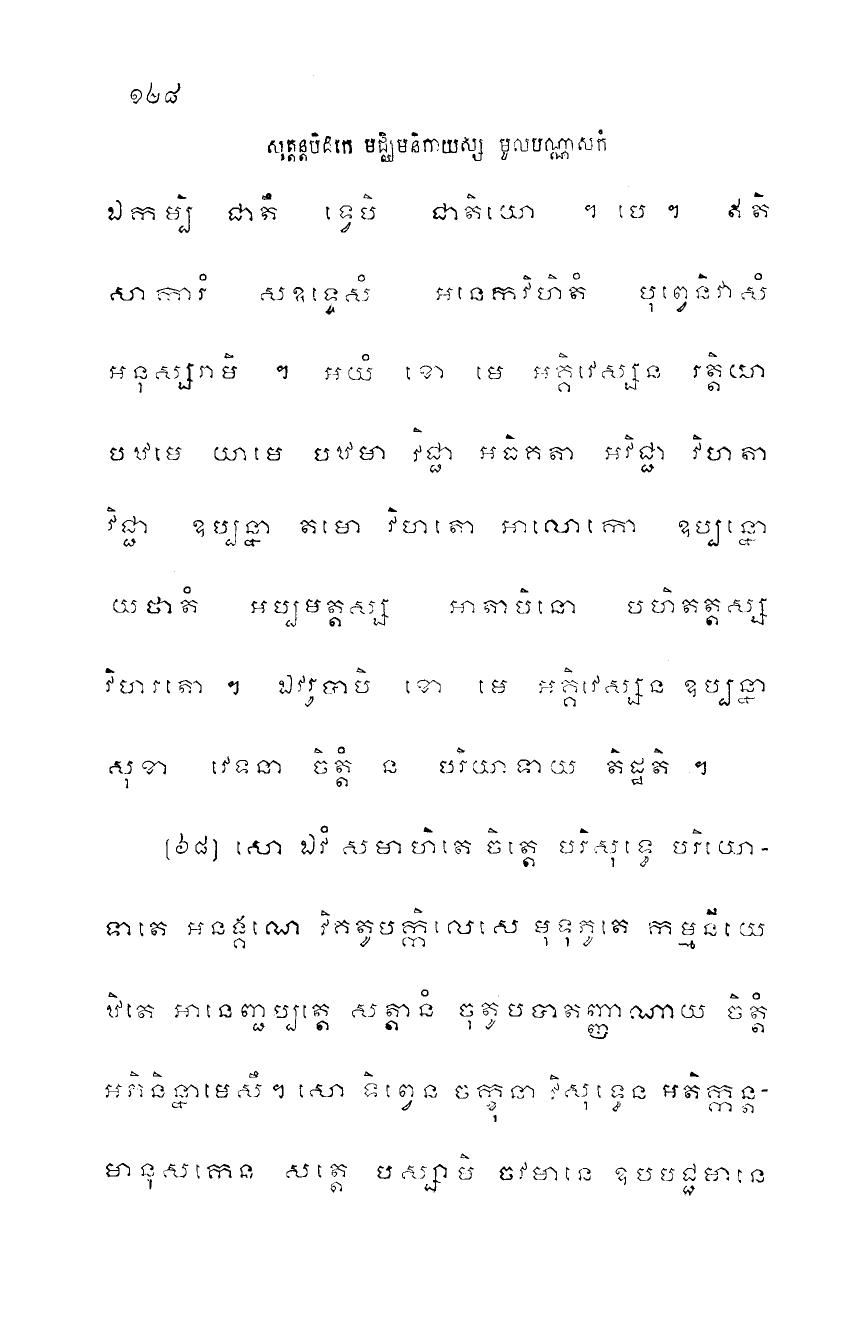 ១២៨
សុត្តន្តបិដកេ មជ្ឈិមនិកាយស្ស មូលបណ្ណាសកំ
ឯកម្បិ ជាតឹ ទ្វេបិ ជាតិយោ ។ បេ ។ ឥតិ
សាការំ សឧទ្ទេសំ អនេកវិហិតំ បុព្វេនិវាសំ
អនុស្សរាមិ ។ អយំ ខោ មេ អគ្គិវេស្សន រត្តិយា
បឋមេ យាមេ បឋមា វិជ្ជា អធិកតា អវិជ្ជា វិហតា
វិជ្ជា ឧប្បន្នា តមោ វិហតោ អាលោកោ ឧប្បន្នោ
យថាតំ អប្បមត្តស្ស អាតាបិនោ បហិតត្តស្ស
វិហរតោ ។ ឯវរូបាបិ ខោ មេ អគ្គិវេស្សន ឧប្បន្នា
សុខា វេទនា ចិត្តំ ន បរិយាទាយ តិដ្ឋតិ ។
[៦៨] សោ ឯវំ សមាហិតេ ចិត្តេ បរិសុទ្ធេ បរិយោ-
ទាតេ អនង្គណេ វិគតូបក្កិលេសេ មុទុភូតេ កម្មនីយេ
ឋិតេ អានេញ្ជប្បត្តេ សត្តានំ ចុតូបបាតញ្ញាណាយ ចិត្តំ
អភិនិន្នាមេសឹ។ សោ ទិព្វេន ចក្ខុនា វិសុទ្ធេន អតិក្កន្ត-
មានុសកេន សត្តេ បស្សាមិ ចវមានេ ឧបបជ្ជមានេ